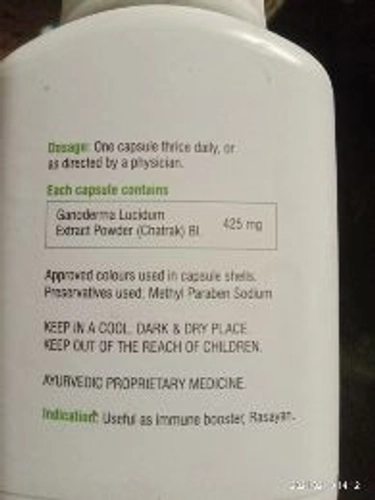 Dosage: One capsule thrice daily, or
as directed by a physician.
Each capsule contains
Ganoderma Lucidum
Extract Powder (Chatrak) BI. 425 mg
Approved colours used in capsule shells.
Preservatives used: Methyl Paraben Sodium
KEEP IN A COOL, DARK & DRY PLACE.
KEEP OUT OF THE REACH OF CHILDREN.
AYURVEDIC PROPRIETARY MEDICINE.
Indication: Useful as immune booster, Rasayan.